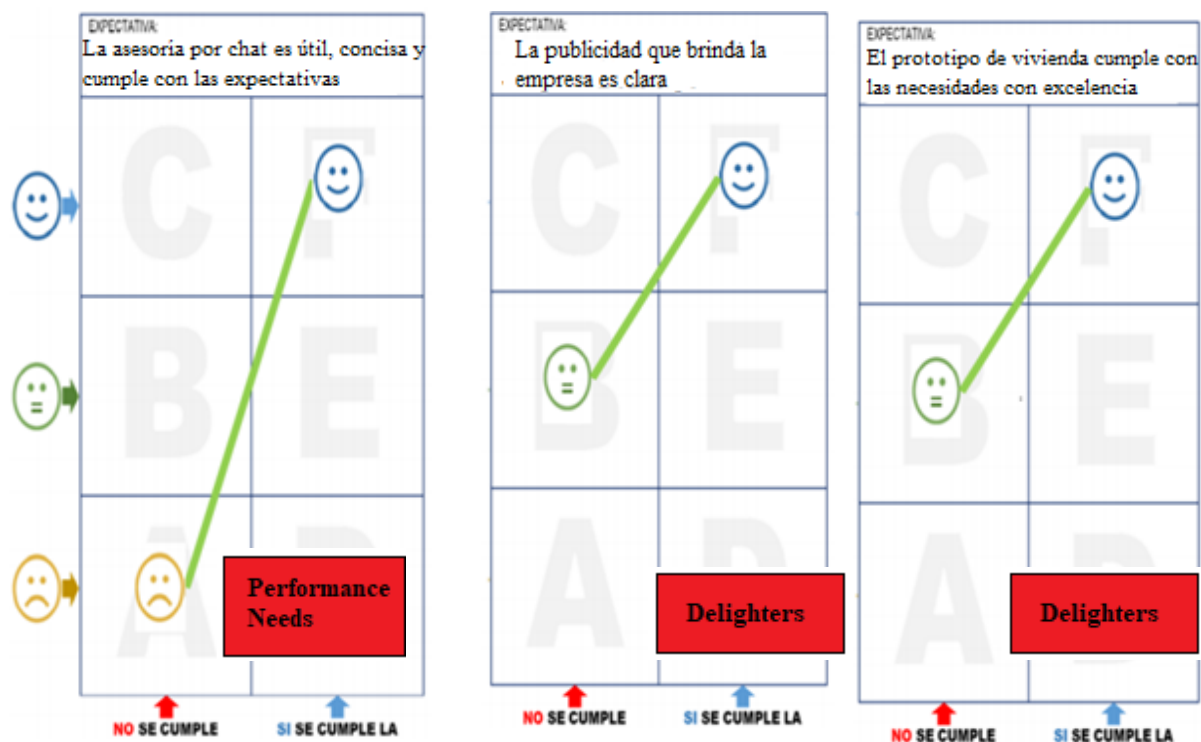 EXPECTATIVA:
La asesoría por chat es útil, concisa y
cumple con las expectativas
C F
B E
A D
Performance
Needs
NO SE CUMPLE SI SE CUMPLE LA
EXPECTATIVA:
La publicidad que brinda la
empresa es clara
C F
B E
A D
Delighters
NO SE CUMPLE SI SE CUMPLE LA
EXPECTATIVA:
El prototipo de vivienda cumple con
las necesidades con excelencia
C F
B E
A D
Delighters
NO SE CUMPLE SI SE CUMPLE LA